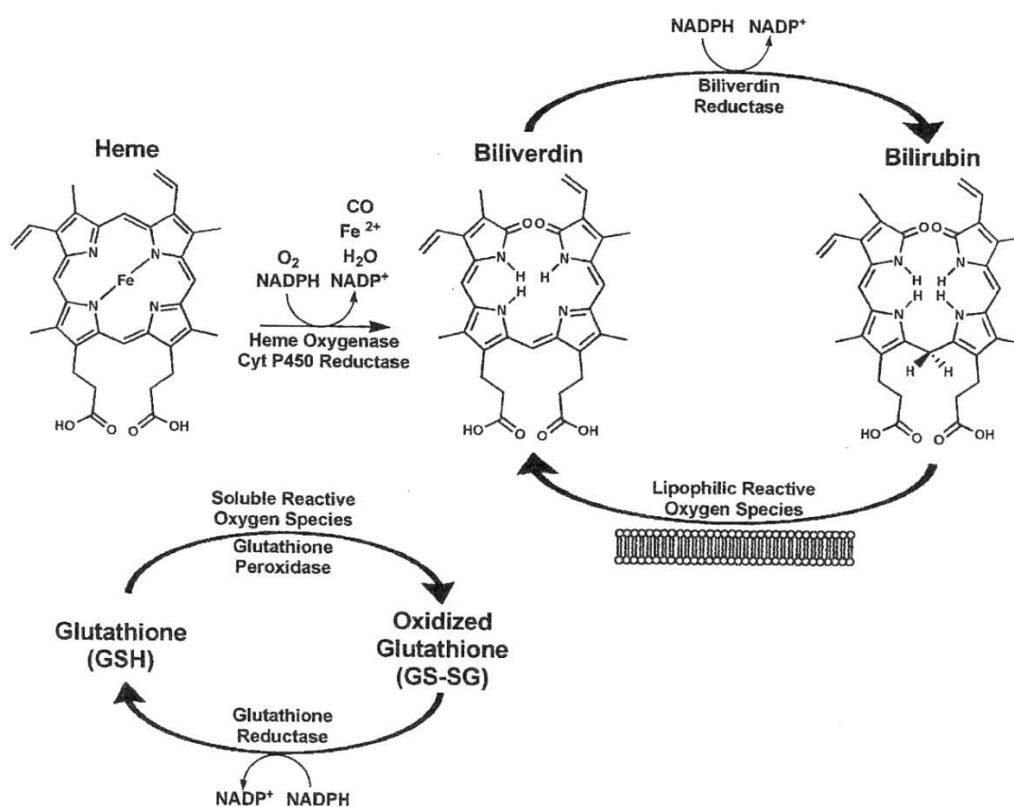 NADPH NADP+
Biliverdin
Reductase
Heme
Biliverdin
Bilirubin
CO
Fe 2+
H2O
O2
NADPH NADP+
Heme Oxygenase
Cyt P450 Reductase
N
N
Fe
N
N
O O
N N
H H
H
N N
O O
N N
H H
H H
N N
H H
HO O O OH
HO O O OH
HO O O OH
Lipophilic Reactive
Oxygen Species
Soluble Reactive
Oxygen Species
Glutathione
Peroxidase
Glutathione
(GSH)
Oxidized
Glutathione
(GS-SG)
Glutathione
Reductase
NADP+ NADPH